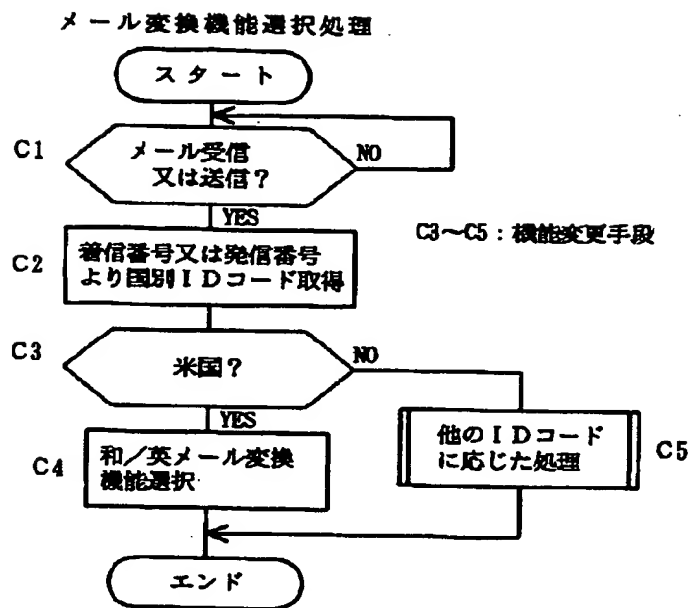 メール変換機能選択処理
スタート
C1
メール受信
又は送信?
NO
YES
C3～C5：機能変更手段
C2
着信番号又は発信番号
より国別ＩＤコード取得
C3
米国?
NO
YES
C4
和／英メール変換
機能選択
他のＩＤコード
に応じた処理
C5
エンド